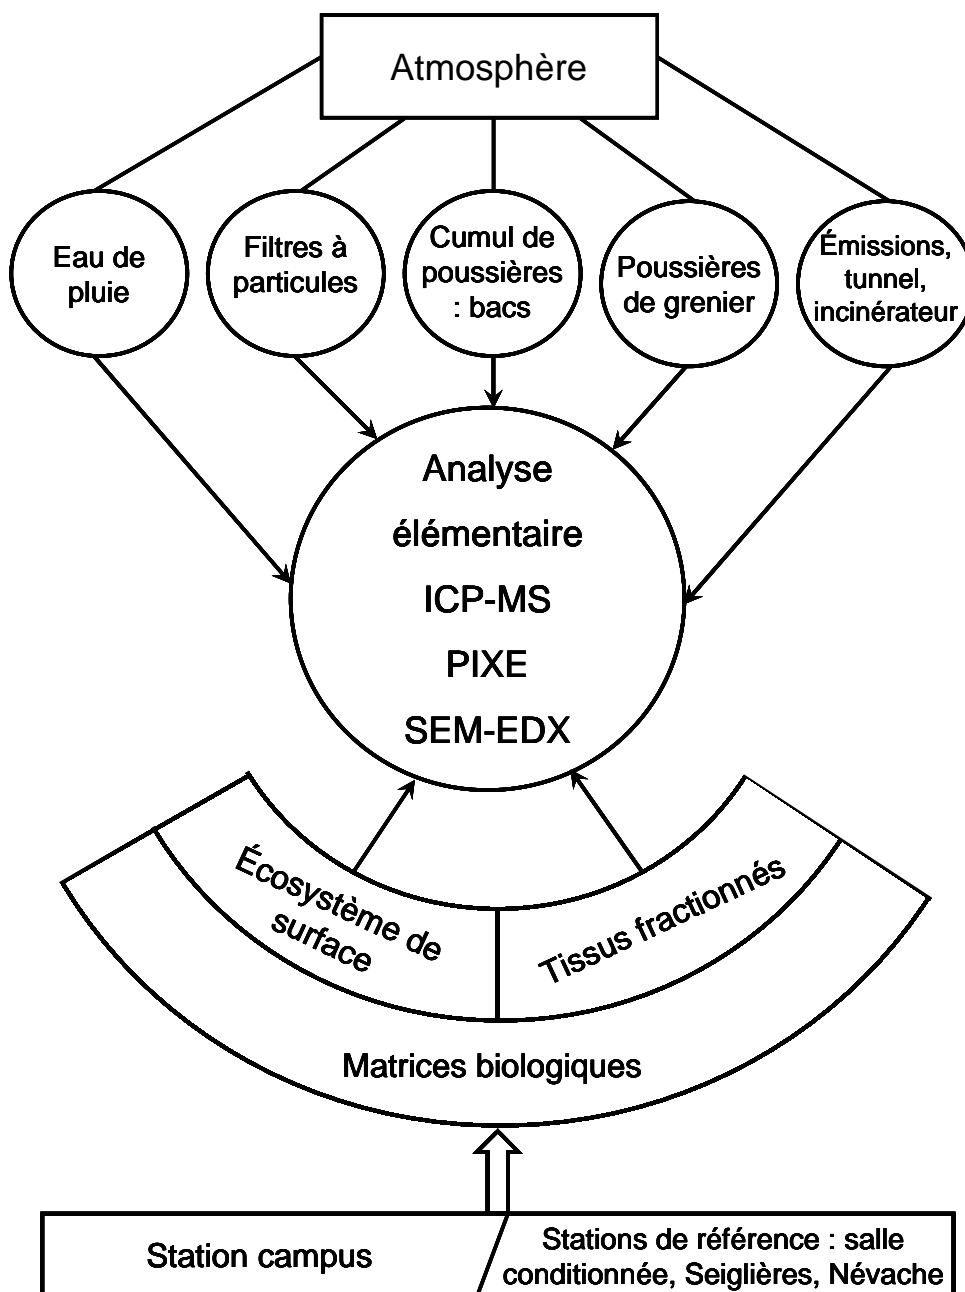 Atmosphère
Eau de
pluie
Filtres à
particules
Cumul de
poussières
: bacs
Poussières
de grenier
Émissions,
tunnel,
incinérateur
Analyse
élémentaire
ICP-MS
PIXE
SEM-EDX
Écosystème de
surface
Tissus fractionnés
Matrices biologiques
Station campus
Stations de référence : salle
conditionnée, Seiglières, Névache